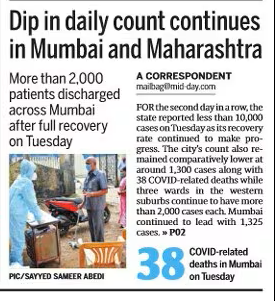 Dip in daily count continues
in Mumbai and Maharashtra
More than 2,000
patients discharged
across Mumbai
after full recovery
on Tuesday
A CORRESPONDENT
mailbag@mid-day.com
FOR the second day in a row, the
state reported less than 10,000
cases on Tuesday as its recovery
rate continued to make pro-
gress. The city's count also re-
mained comparatively lower at
around 1,300 cases along with
38 COVID-related deaths while
three wards in the western
suburbs continue to have more
than 2,000 cases each. Mumbai
continued to lead with 1,325
cases. » P02
PIC/SAYYED SAMEER ABEDI
38
COVID-related
deaths in Mumbai
on Tuesday